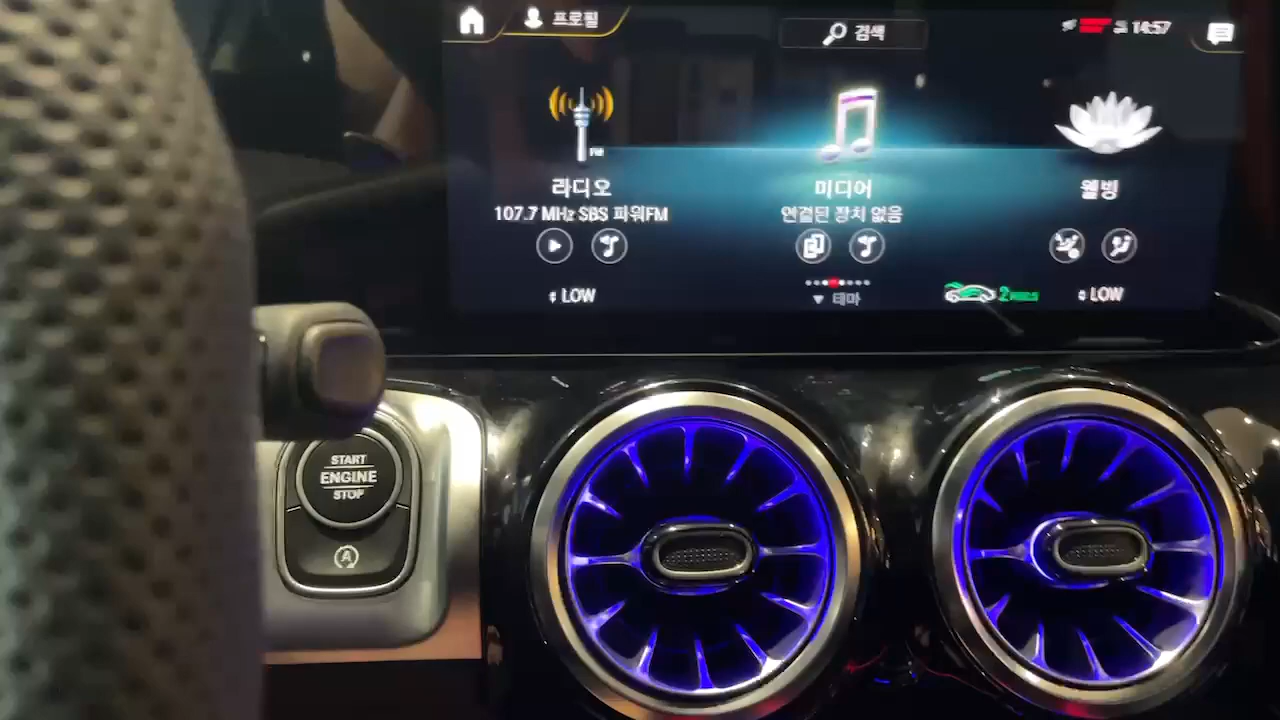 프로필
검색
14:57
FM
라디오
미디어
웰빙
107.7 MHz SBS 파워FM
연결된 장치 없음
LOW
테마
LOW
START
ENGINE
STOP
A